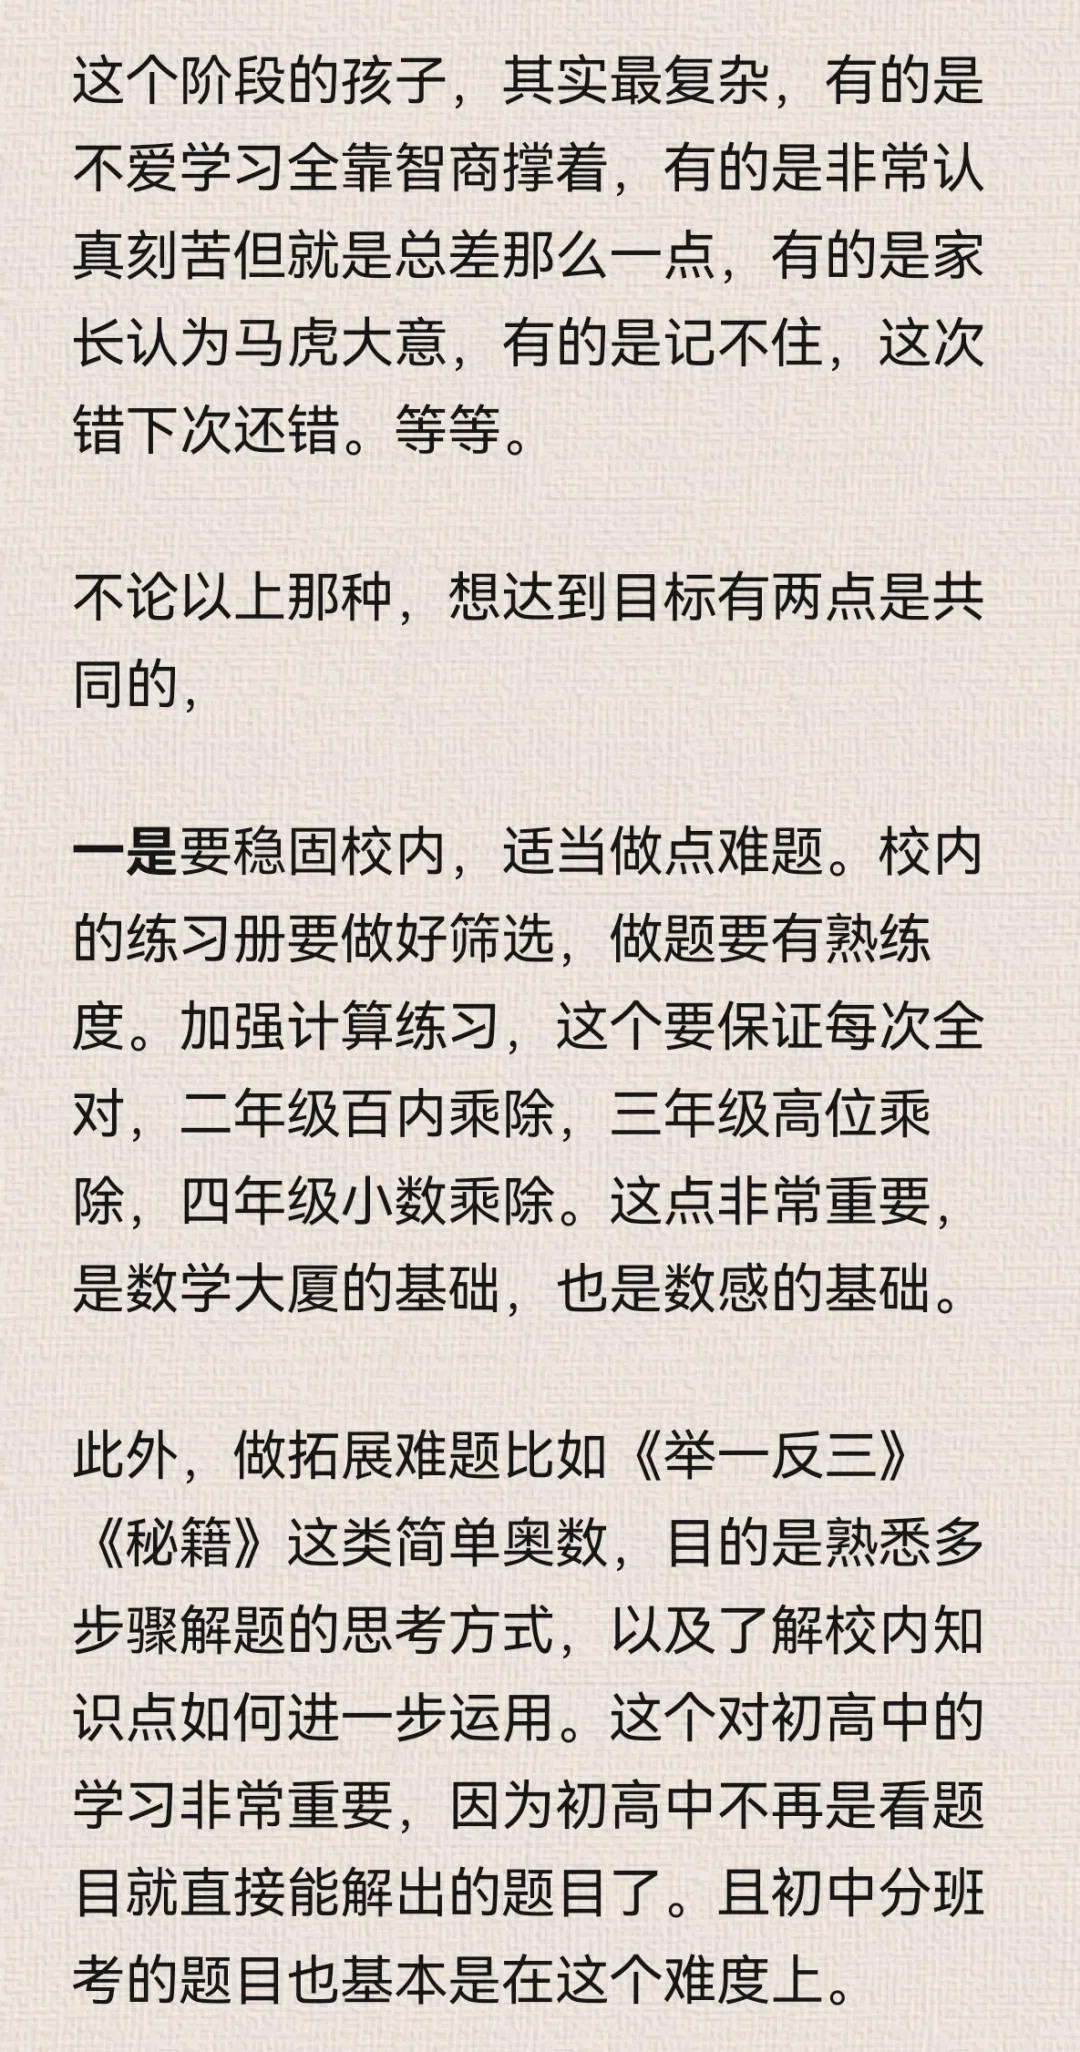 这个阶段的孩子，其实最复杂，有的是
不爱学习全靠智商撑着，有的是非常认
真刻苦但就是总差那么一点，有的是家
长认为马虎大意，有的是记不住，这次
错下次还错。等等。
不论以上那种，想达到目标有两点是共
同的，
一是要稳固校内，适当做点难题。校内
的练习册要做好筛选，做题要有熟练
度。加强计算练习，这个要保证每次全
对，二年级百内乘除，三年级高位乘
除，四年级小数乘除。这点非常重要，
是数学大厦的基础，也是数感的基础。
此外，做拓展难题比如《举一反三》
《秘籍》这类简单奥数，目的是熟悉多
步骤解题的思考方式，以及了解校内知
识点如何进一步运用。这个对初高中的
学习非常重要，因为初高中不再是看题
目就直接能解出的题目了。且初中分班
考的题目也基本是在这个难度上。